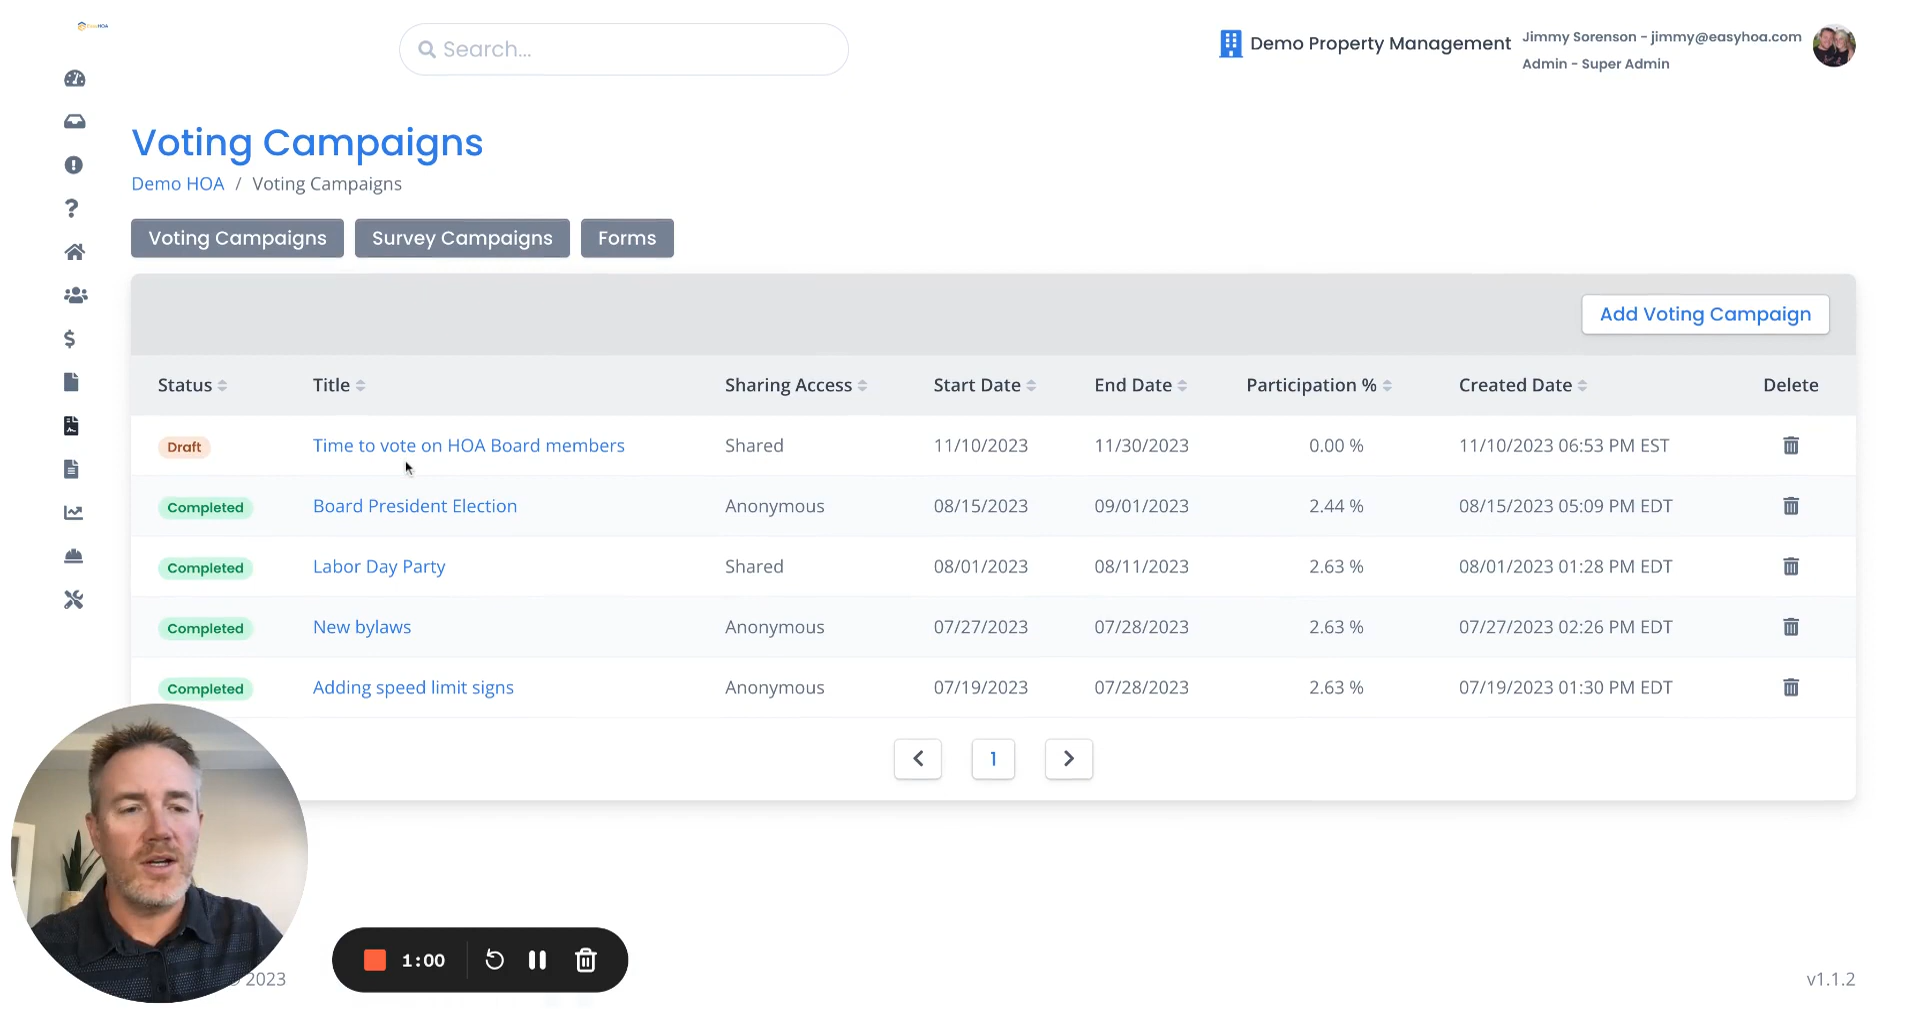 HOA
Search...
Demo Property Management
Jimmy Sorenson - jimmy@easyhoa.com
Admin - Super Admin
Voting Campaigns
Demo HOA / Voting Campaigns
Voting Campaigns Survey Campaigns Forms
Add Voting Campaign
Status Title Sharing Access Start Date End Date Participation % Created Date Delete
Draft Time to vote on HOA Board members Shared 11/10/2023 11/30/2023 0.00 % 11/10/2023 06:53 PM EST
Completed Board President Election Anonymous 08/15/2023 09/01/2023 2.44 % 08/15/2023 05:09 PM EDT
Completed Labor Day Party Shared 08/01/2023 08/11/2023 2.63 % 08/01/2023 01:28 PM EDT
Completed New bylaws Anonymous 07/27/2023 07/28/2023 2.63 % 07/27/2023 02:26 PM EDT
Completed Adding speed limit signs Anonymous 07/19/2023 07/28/2023 2.63 % 07/19/2023 01:30 PM EDT
1
1:00
2023
v1.1.2